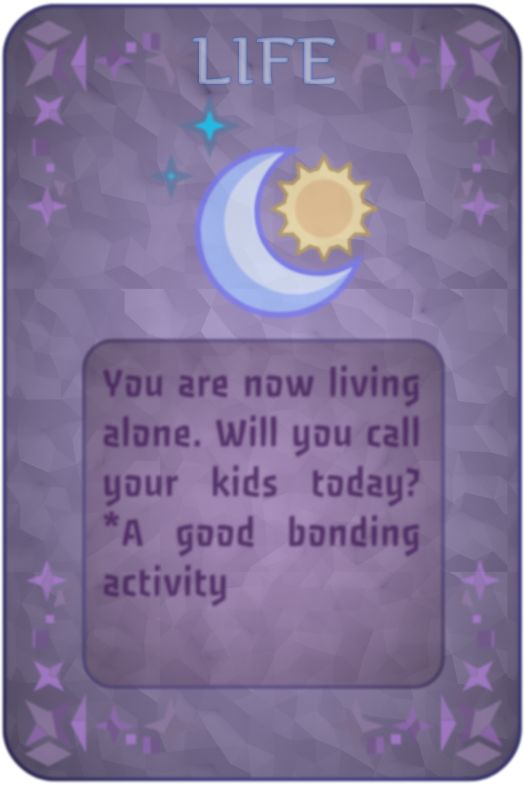 LIFE
You are now living
alone. Will you call
your kids today?
*A good bonding
activity